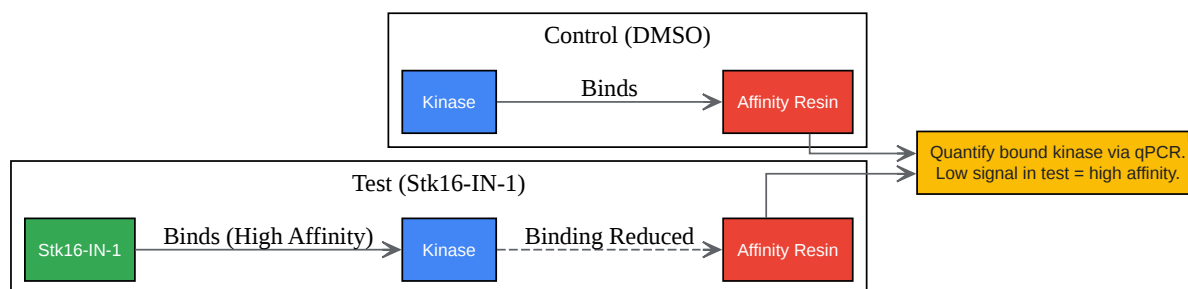 Control (DMSO)
Kinase
Binds
Affinity Resin
Quantify bound kinase via qPCR.
Low signal in test = high affinity.
Test (Stk16-IN-1)
Stk16-IN-1
Binds (High Affinity)
Kinase
Binding Reduced
Affinity Resin